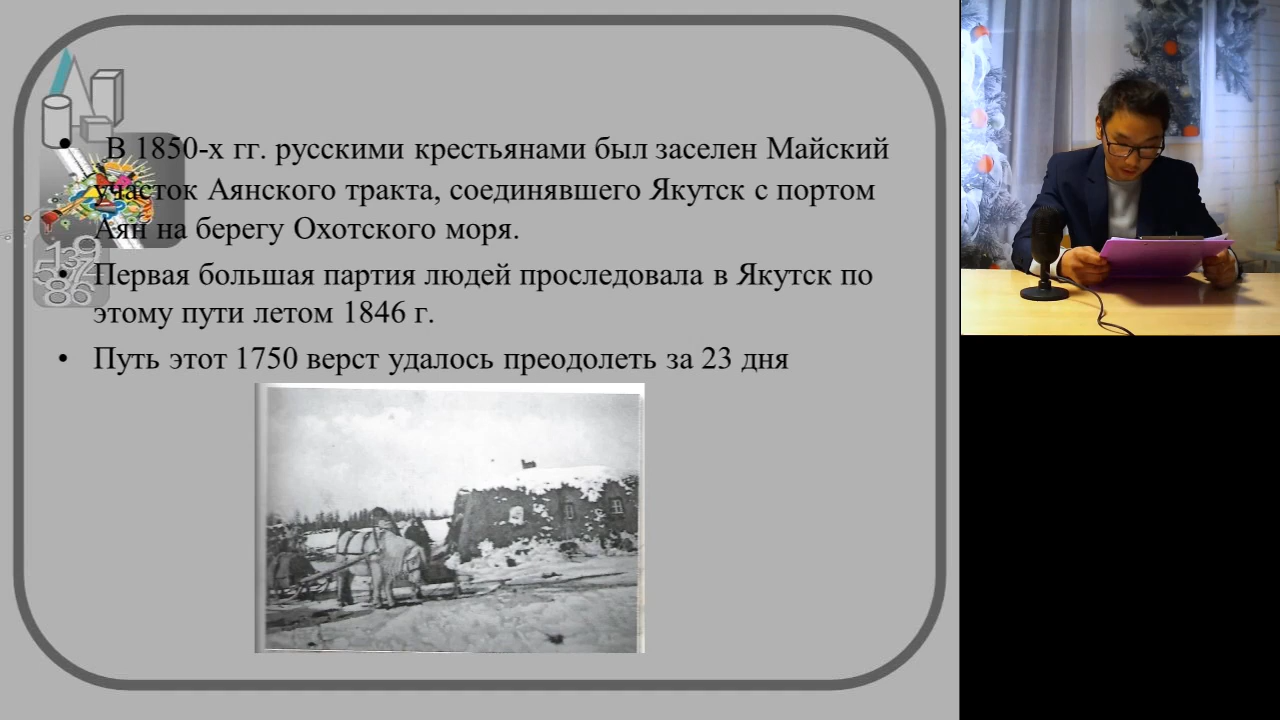 • В 1850-х гг. русскими крестьянами был заселен Майский
участок Аянского тракта, соединявшего Якутск с портом
Аян на берегу Охотского моря.
• Первая большая партия людей проследовала в Якутск по
этому пути летом 1846 г.
• Путь этот 1750 верст удалось преодолеть за 23 дня